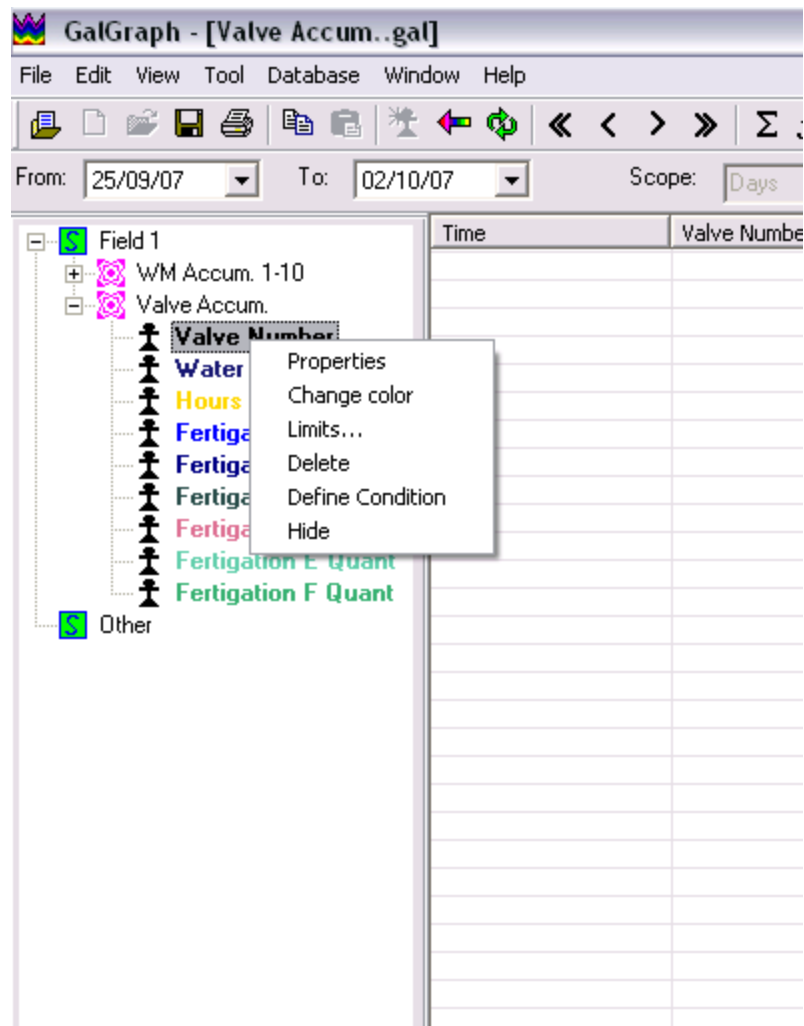 GalGraph - [Valve Accum..gal]
File Edit View Tool Database Window Help
From: 25/09/07 To: 02/10/07 Scope: Days
Time Valve Numbe
Field 1
WM Accum. 1-10
Valve Accum.
Valve Number
Water
Hours
Fertiga
Fertiga
Fertiga
Fertiga
Fertigation E Quant
Fertigation F Quant
Other
Properties
Change color
Limits...
Delete
Define Condition
Hide